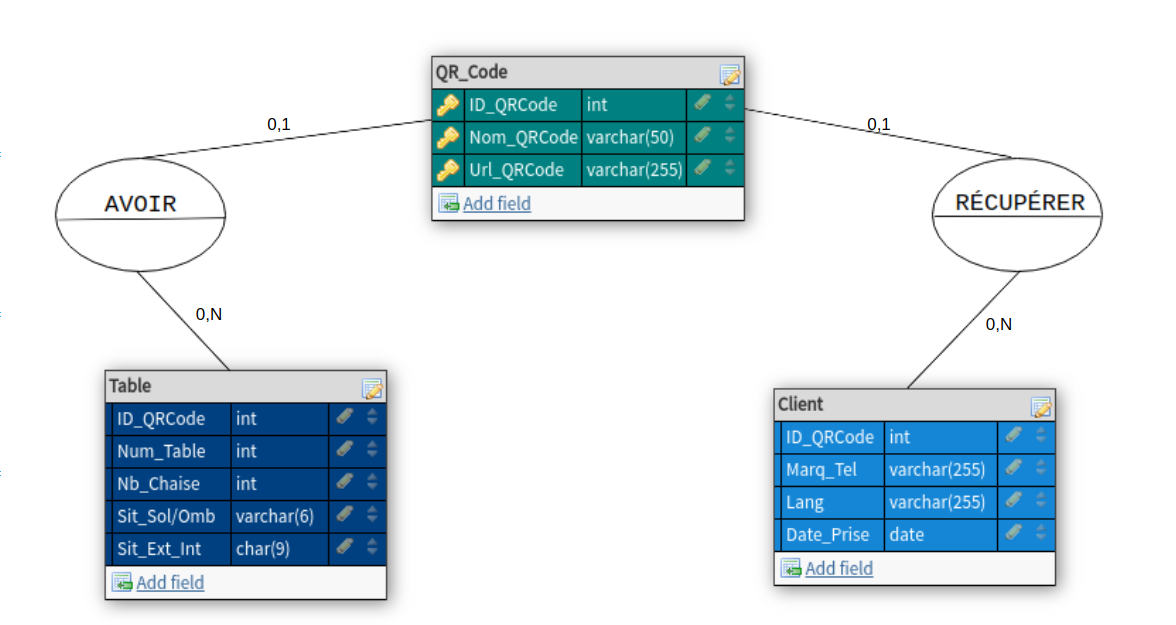 QR_Code
ID_QRCode int
Nom_QRCode varchar(50)
Url_QRCode varchar(255)
Add field
0,1
0,1
AVOIR
RÉCUPÉRER
0,N
0,N
Table
ID_QRCode int
Num_Table int
Nb_Chaise int
Sit_Sol/Omb varchar(6)
Sit_Ext_Int char(9)
Add field
Client
ID_QRCode int
Marq_Tel varchar(255)
Lang varchar(255)
Date_Prise date
Add field